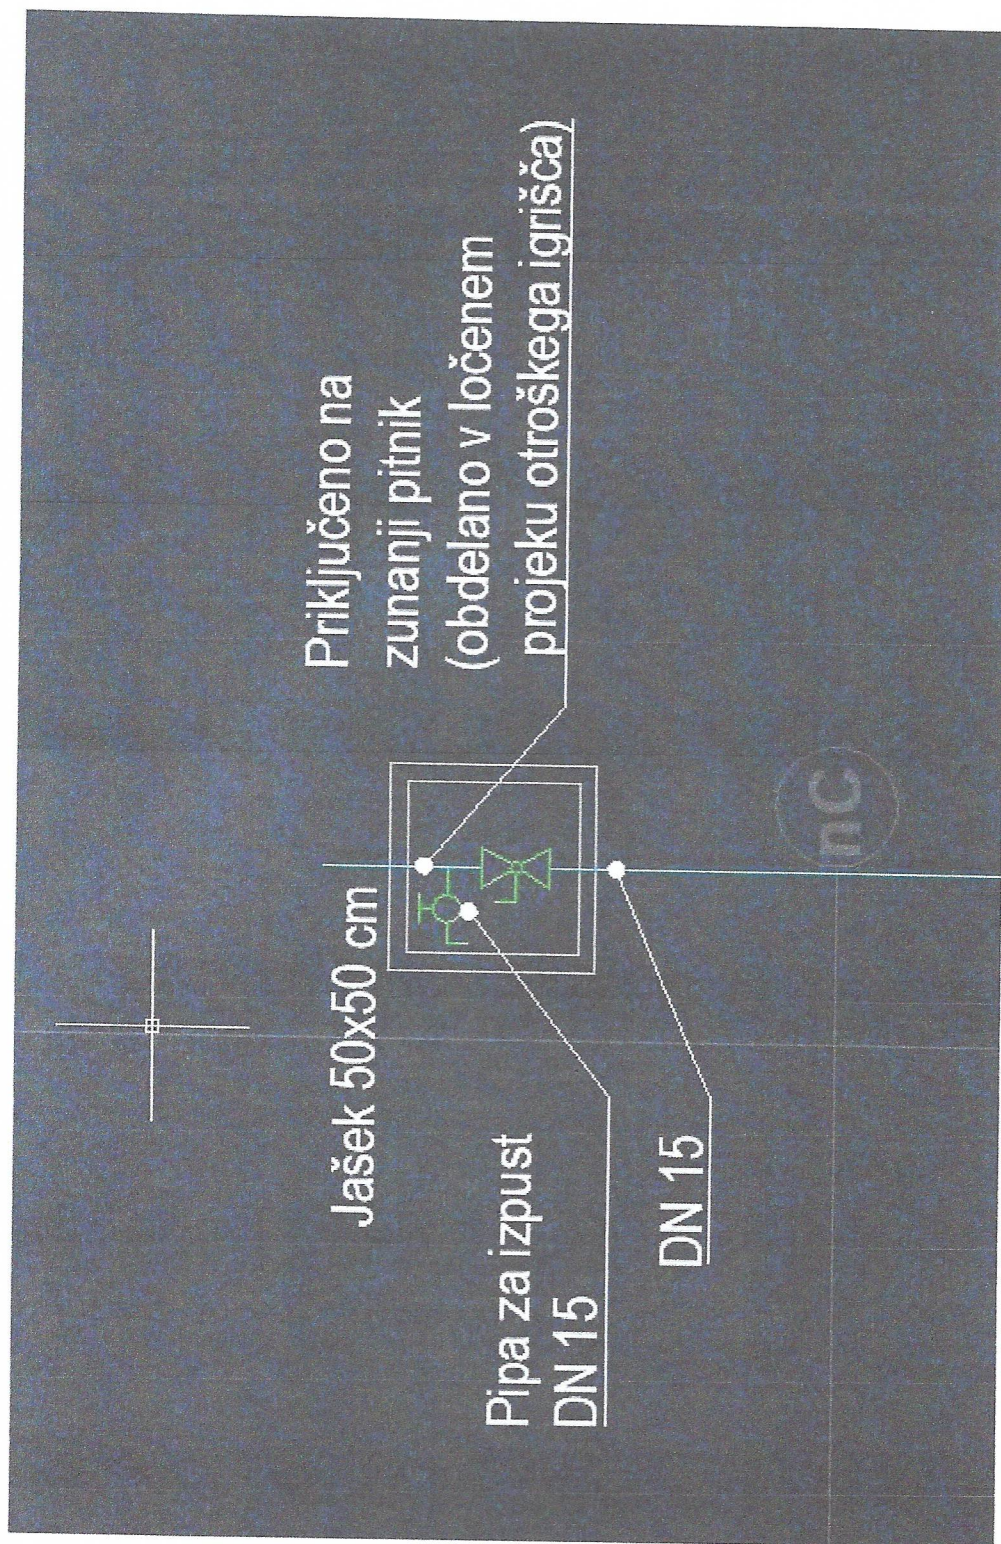 Priključeno na
zunanji pitnik
(obdelano v ločenem
projeku otroškega igrišča)
Jašek 50x50 cm
Pipa za izpust
DN 15
DN 15
nC